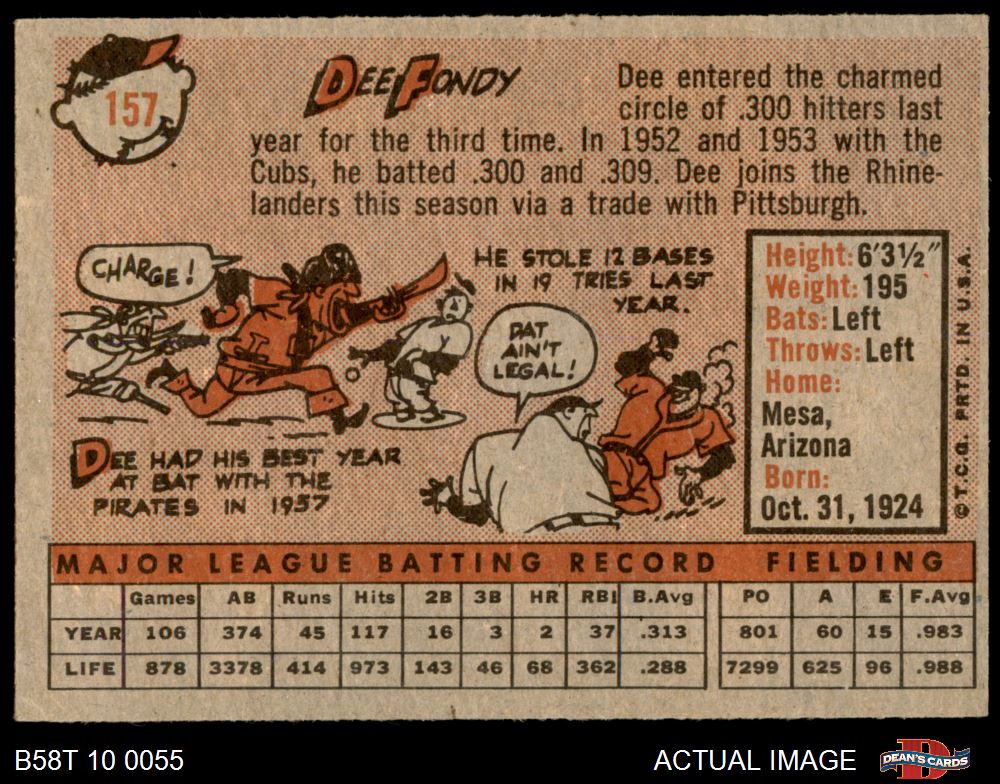 157
DEE FONDY
Dee entered the charmed
circle of .300 hitters last
year for the third time. In 1952 and 1953 with the
Cubs, he batted .300 and .309. Dee joins the Rhine-
landers this season via a trade with Pittsburgh.
CHARGE!
HE STOLE 12 BASES
IN 19 TRIES LAST
YEAR.
DAT
AIN'T
LEGAL!
DEE HAD HIS BEST YEAR
AT BAT WITH THE
PIRATES IN 1957
Height: 6'3½"
Weight: 195
Bats: Left
Throws: Left
Home:
Mesa,
Arizona
Born:
Oct. 31, 1924
© T.C.G. PRTD. IN U.S.A.
MAJOR LEAGUE BATTING RECORD FIELDING
Games AB Runs Hits 2B 3B HR RBI B.Avg PO A E F.Avg
YEAR 106 374 45 117 16 3 2 37 .313 801 60 15 .983
LIFE 878 3378 414 973 143 46 68 362 .288 7299 625 96 .988
B58T 10 0055
ACTUAL IMAGE
DEAN'S CARDS